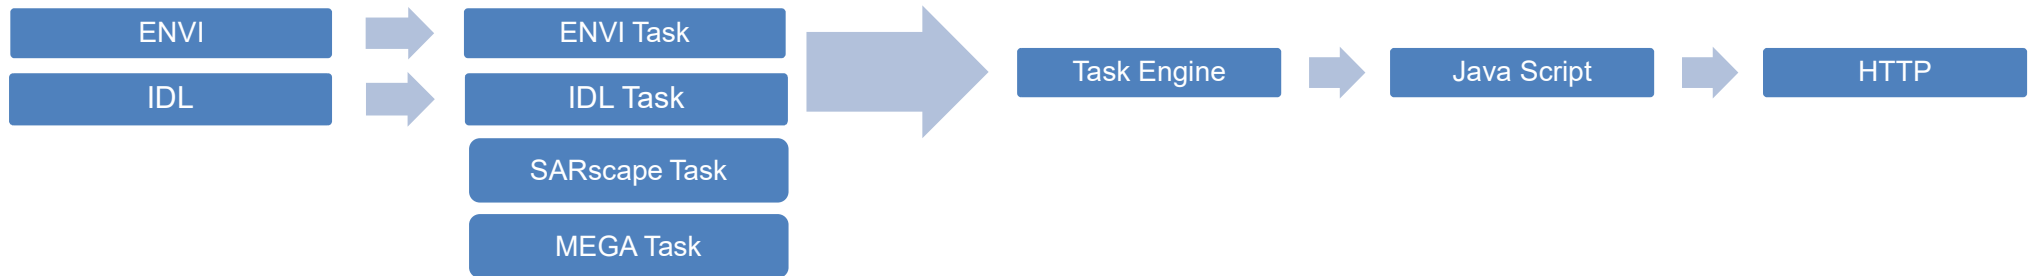 ENVI
IDL
ENVI Task
IDL Task
SARscape Task
MEGA Task
Task Engine
Java Script
HTTP